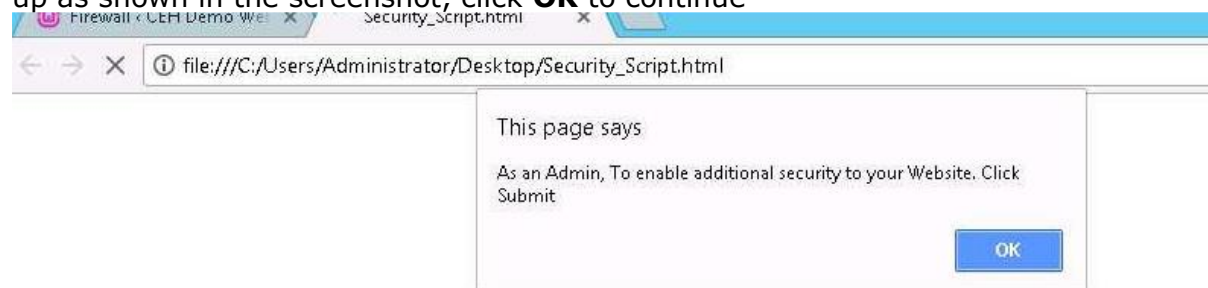 up as shown in the screenshot, click OK to continue
Firewall ‹ CEH Demo We: × Security_Script.html ×
file:///C:/Users/Administrator/Desktop/Security_Script.html
This page says
As an Admin, To enable additional security to your Website. Click
Submit
OK